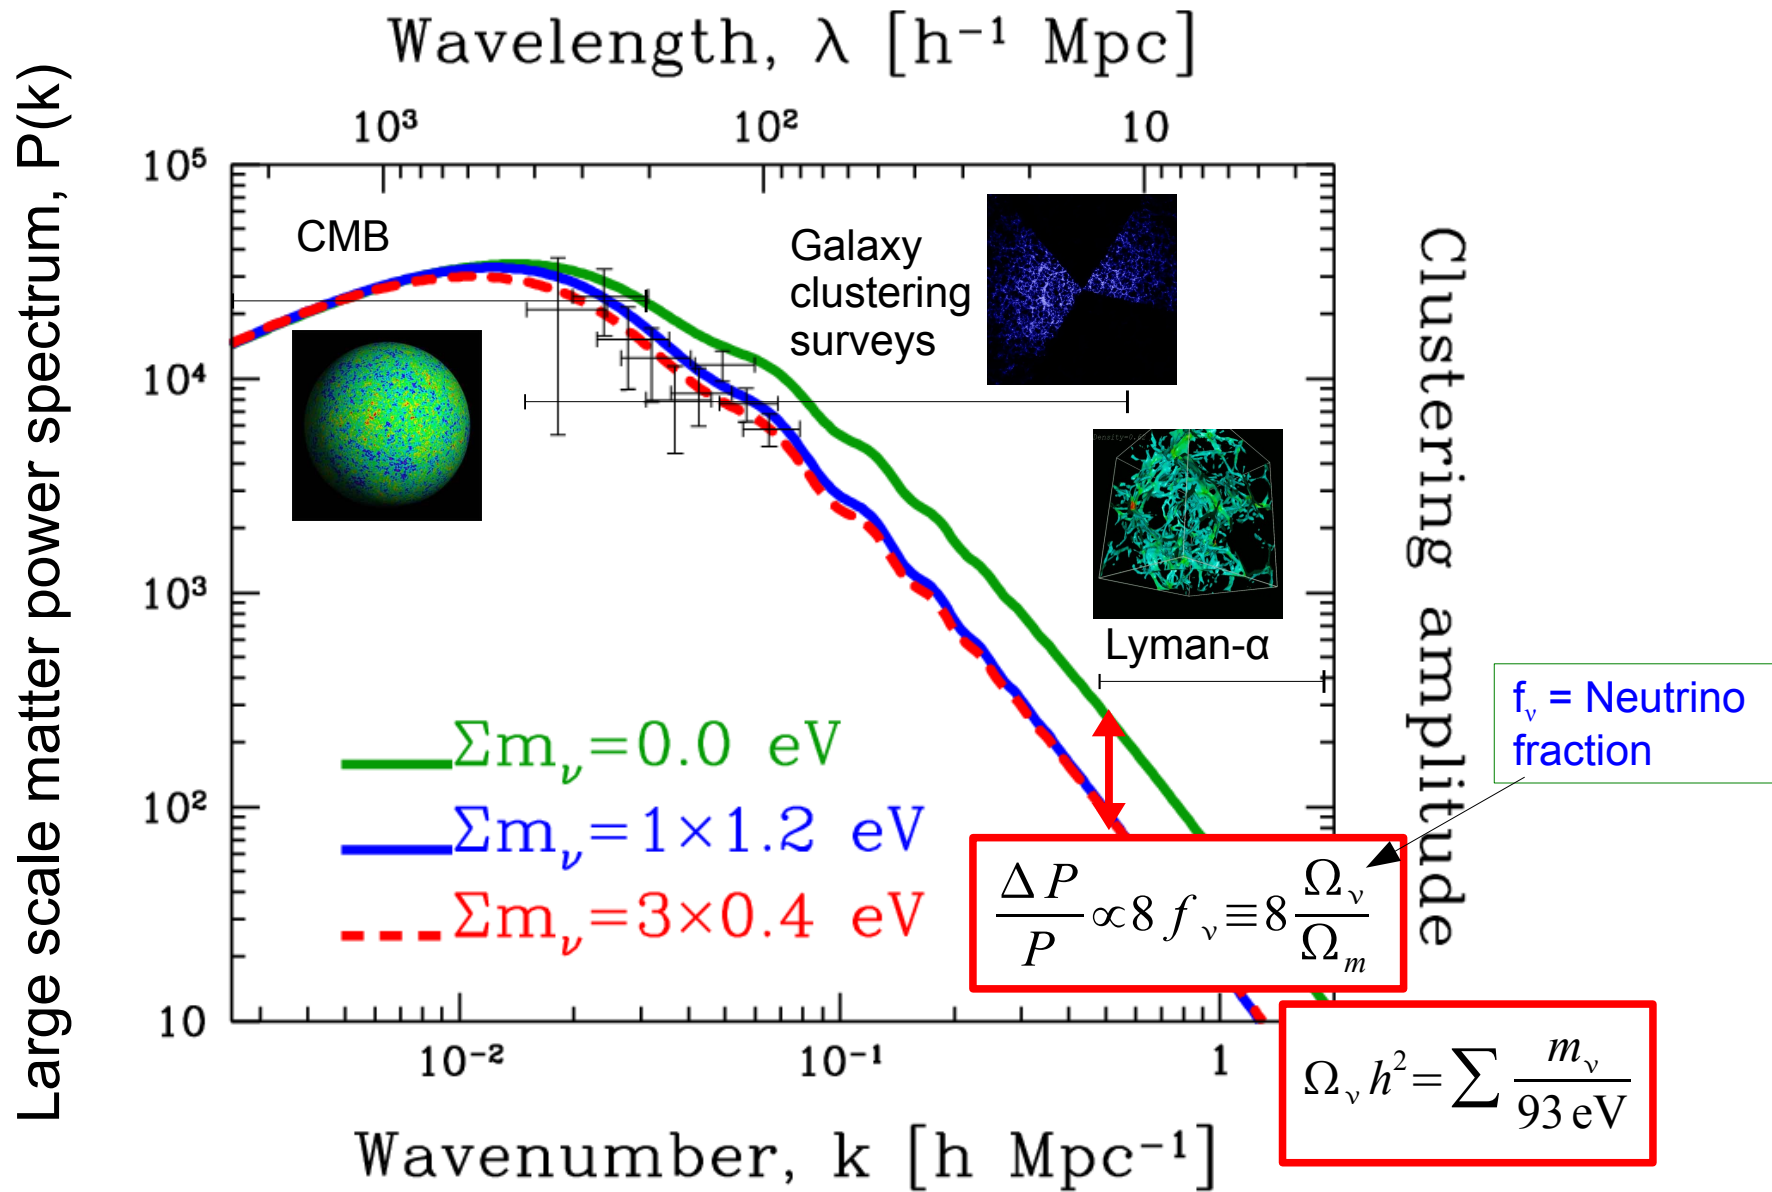 Wavelength, λ [h⁻¹ Mpc]
10³ 10² 10
Large scale matter power spectrum, P(k)
10⁵
10⁴
10³
10²
10
CMB
Galaxy
clustering
surveys
Lyman-α
Clustering amplitude
f_ν = Neutrino
fraction
Σm_ν=0.0 eV
Σm_ν=1×1.2 eV
Σm_ν=3×0.4 eV
ΔP/P ∝ 8 f_ν ≡ 8 Ω_ν/Ω_m
Ω_ν h² = ∑ m_ν/93 eV
10⁻² 10⁻¹ 1
Wavenumber, k [h Mpc⁻¹]